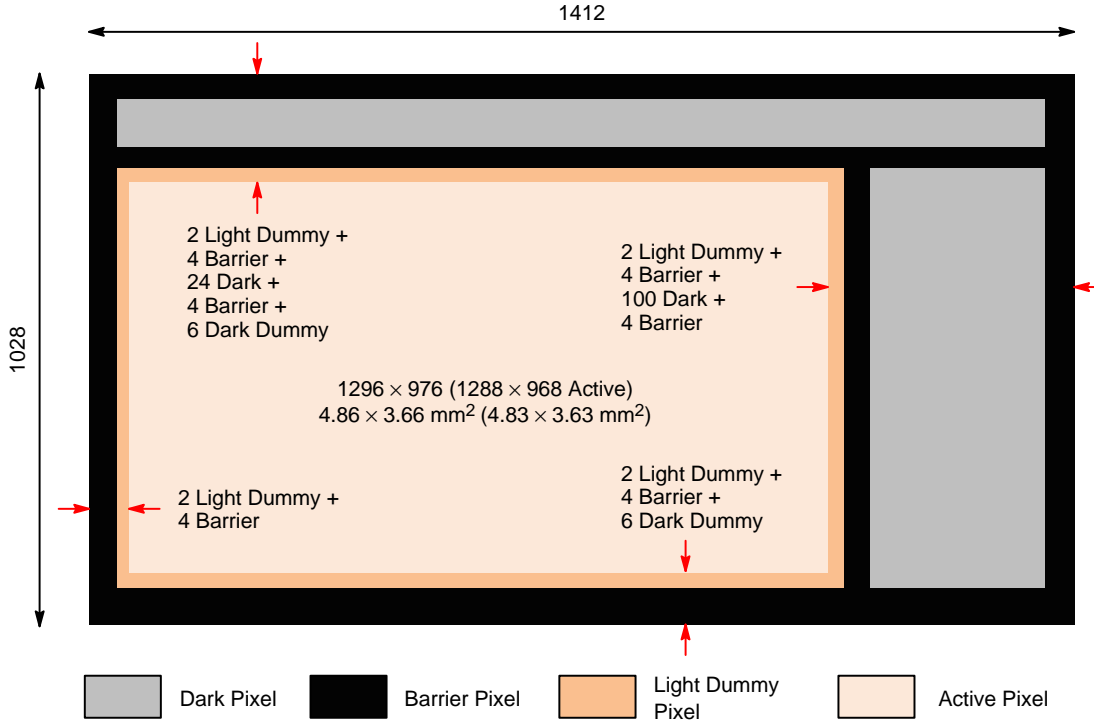 1412
1028
2 Light Dummy +
4 Barrier +
24 Dark +
4 Barrier +
6 Dark Dummy
2 Light Dummy +
4 Barrier +
100 Dark +
4 Barrier
1296 × 976 (1288 × 968 Active)
4.86 × 3.66 mm² (4.83 × 3.63 mm²)
2 Light Dummy +
4 Barrier
2 Light Dummy +
4 Barrier +
6 Dark Dummy
Dark Pixel
Barrier Pixel
Light Dummy
Pixel
Active Pixel